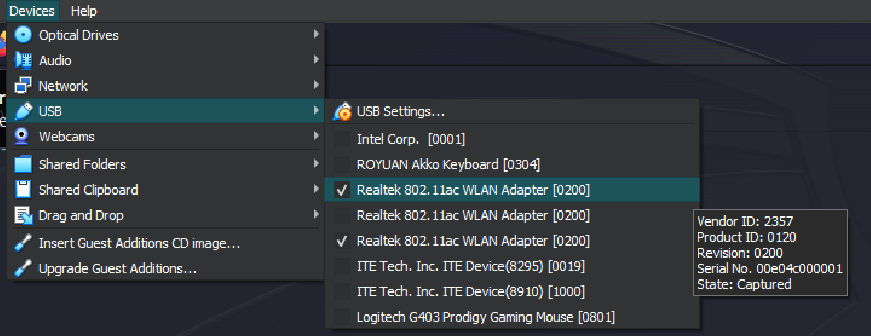 Devices Help
Optical Drives
Audio
Network
USB
Webcams
Shared Folders
Shared Clipboard
Drag and Drop
Insert Guest Additions CD image...
Upgrade Guest Additions...
USB Settings...
Intel Corp. [0001]
ROYUAN Akko Keyboard [0304]
Realtek 802.11ac WLAN Adapter [0200]
Realtek 802.11ac WLAN Adapter [0200]
Realtek 802.11ac WLAN Adapter [0200]
ITE Tech. Inc. ITE Device(8295) [0019]
ITE Tech. Inc. ITE Device(8910) [1000]
Logitech G403 Prodigy Gaming Mouse [0801]
Vendor ID: 2357
Product ID: 0120
Revision: 0200
Serial No. 00e04c000001
State: Captured